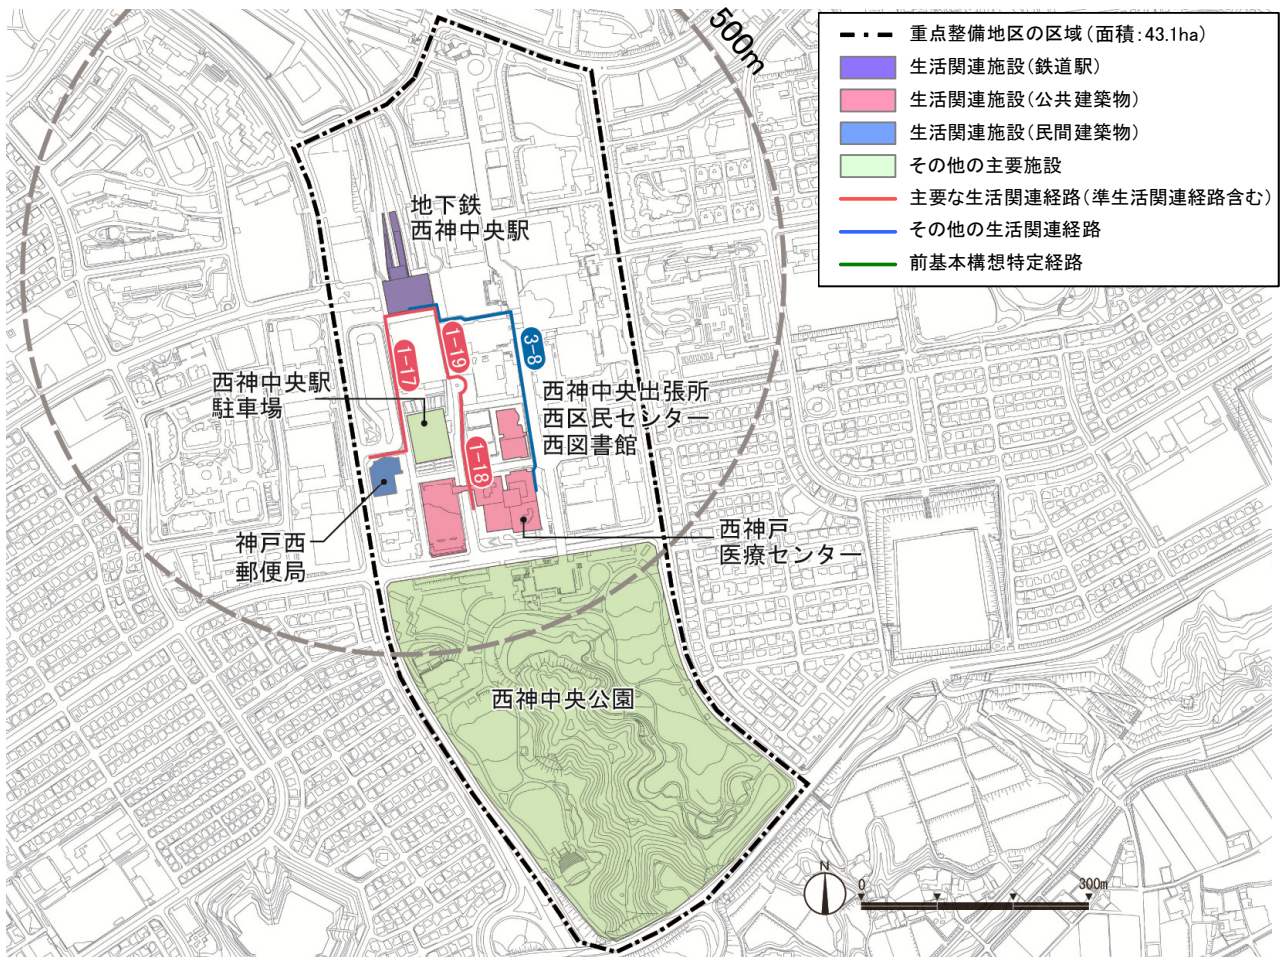 500m
重点整備地区の区域(面積:43.1ha)
生活関連施設(鉄道駅)
生活関連施設(公共建築物)
生活関連施設(民間建築物)
その他の主要施設
主要な生活関連経路(準生活関連経路含む)
その他の生活関連経路
前基本構想特定経路
地下鉄
西神中央駅
1-17
1-19
3-8
西神中央駅
駐車場
西神中央出張所
西区民センター
西図書館
1-18
神戸西
郵便局
西神戸
医療センター
西神中央公園
N
0
300m